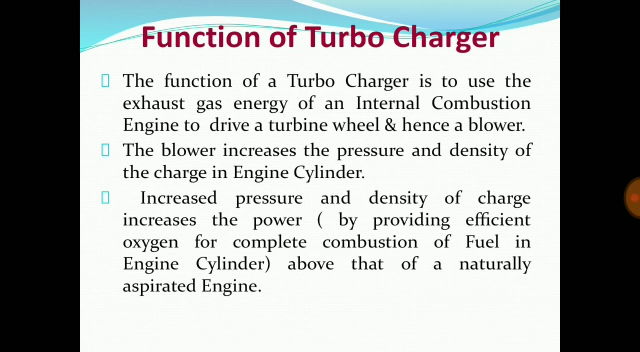 Function of Turbo Charger
The function of a Turbo Charger is to use the
exhaust gas energy of an Internal Combustion
Engine to drive a turbine wheel & hence a blower.
The blower increases the pressure and density of
the charge in Engine Cylinder.
Increased pressure and density of charge
increases the power ( by providing efficient
oxygen for complete combustion of Fuel in
Engine Cylinder) above that of a naturally
aspirated Engine.